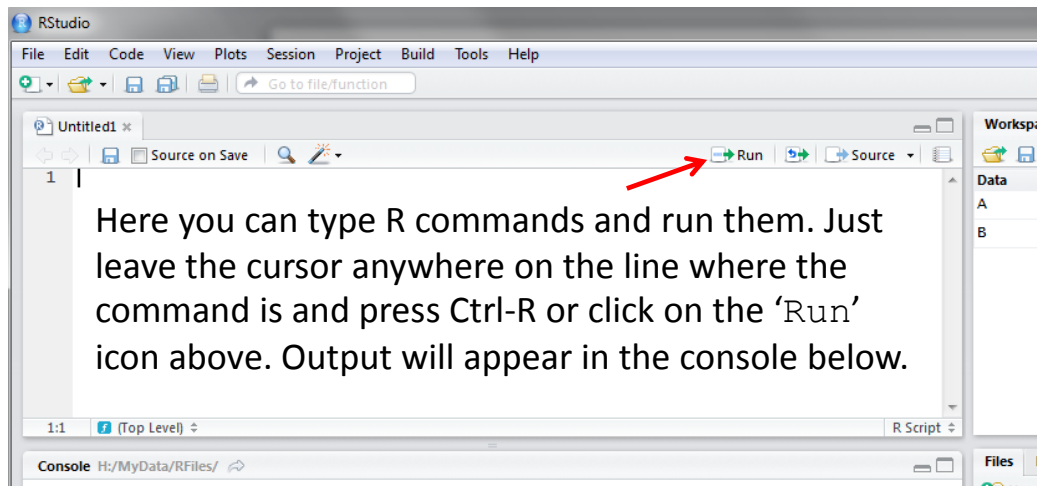 RStudio
File Edit Code View Plots Session Project Build Tools Help
Go to file/function
Untitled1 ×
Source on Save Run Source
Workspa
1
Data
A
B
Here you can type R commands and run them. Just
leave the cursor anywhere on the line where the
command is and press Ctrl-R or click on the ‘Run’
icon above. Output will appear in the console below.
1:1 (Top Level) R Script
Console H:/MyData/RFiles/
Files